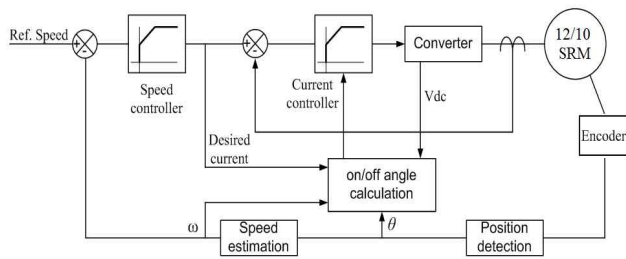 Ref. Speed
+
-
Speed
controller
Desired
current
+
-
Current
controller
Converter
Vdc
12/10
SRM
Encoder
on/off angle
calculation
ω
Speed
estimation
θ
Position
detection